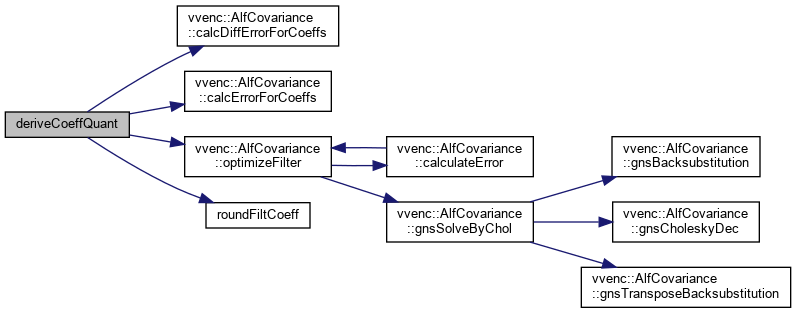 vvenc::AlfCovariance
::calcDiffErrorForCoeffs
vvenc::AlfCovariance
::calcErrorForCoeffs
deriveCoeffQuant
vvenc::AlfCovariance
::optimizeFilter
vvenc::AlfCovariance
::calculateError
vvenc::AlfCovariance
::gnsBacksubstitution
roundFiltCoeff
vvenc::AlfCovariance
::gnsSolveByChol
vvenc::AlfCovariance
::gnsCholeskyDec
vvenc::AlfCovariance
::gnsTransposeBacksubstitution